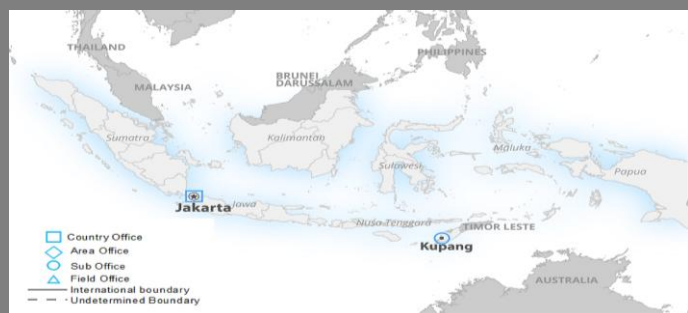 THAILAND
PHILIPPINES
MALAYSIA
BRUNEI
DARUSSALAM
Sumatra
Kalimantan
Sulawesi
Maluku
Papua
Jakarta
Jawa
Nusa Tenggara
TIMOR LESTE
Kupang
AUSTRALIA
Country Office
Area Office
Sub Office
Field Office
International boundary
Undetermined Boundary